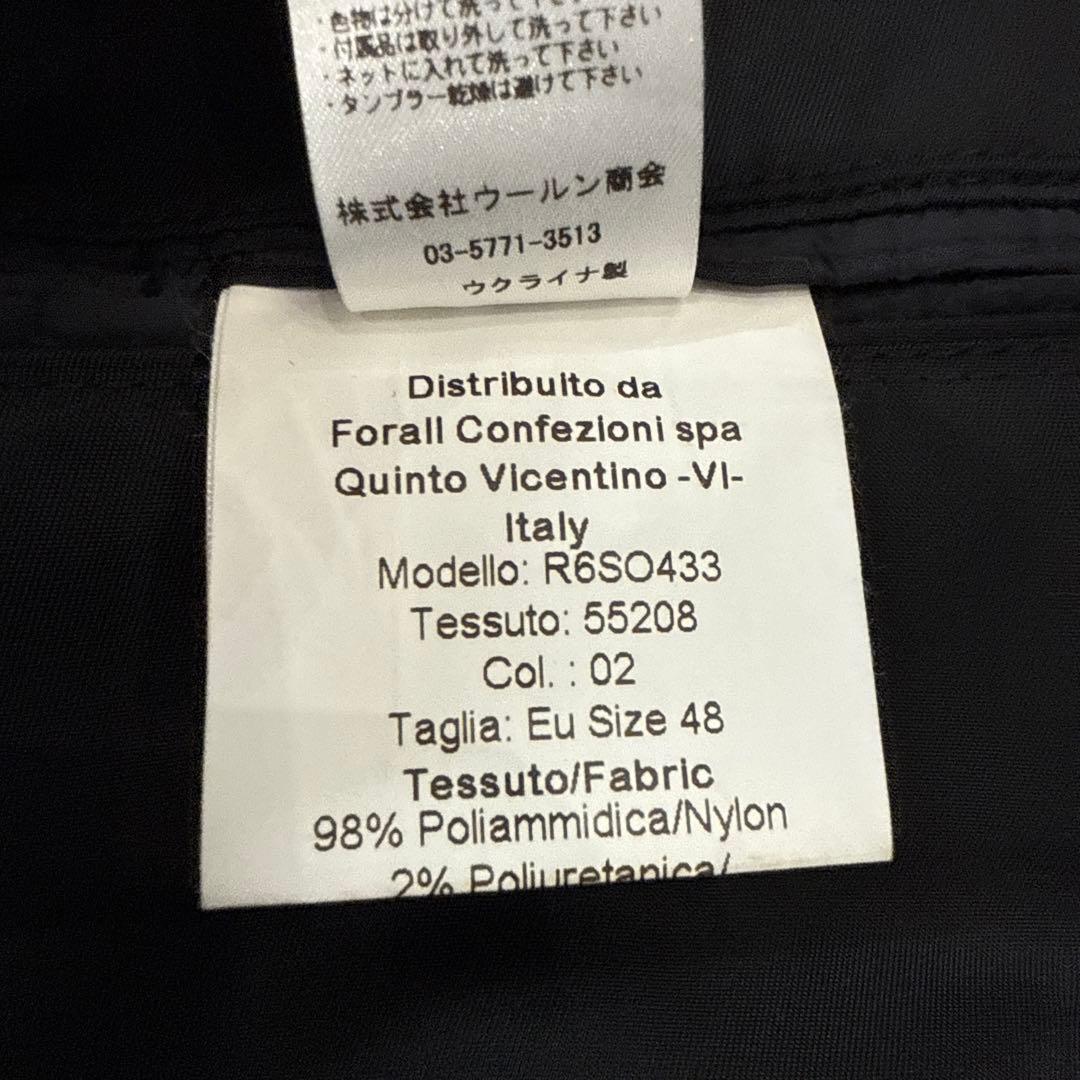 ・色物は分けて洗って下さい
・付属品は取り外して洗って下さい
・ネットに入れて洗って下さい
・タンブラー乾燥は避けて下さい
株式会社ウールン商会
03-5771-3513
ウクライナ製
Distribuito da
Forall Confezioni spa
Quinto Vicentino -VI-
Italy
Modello: R6SO433
Tessuto: 55208
Col. : 02
Taglia: Eu Size 48
Tessuto/Fabric
98% Poliammidica/Nylon
2% Poliuretanica/